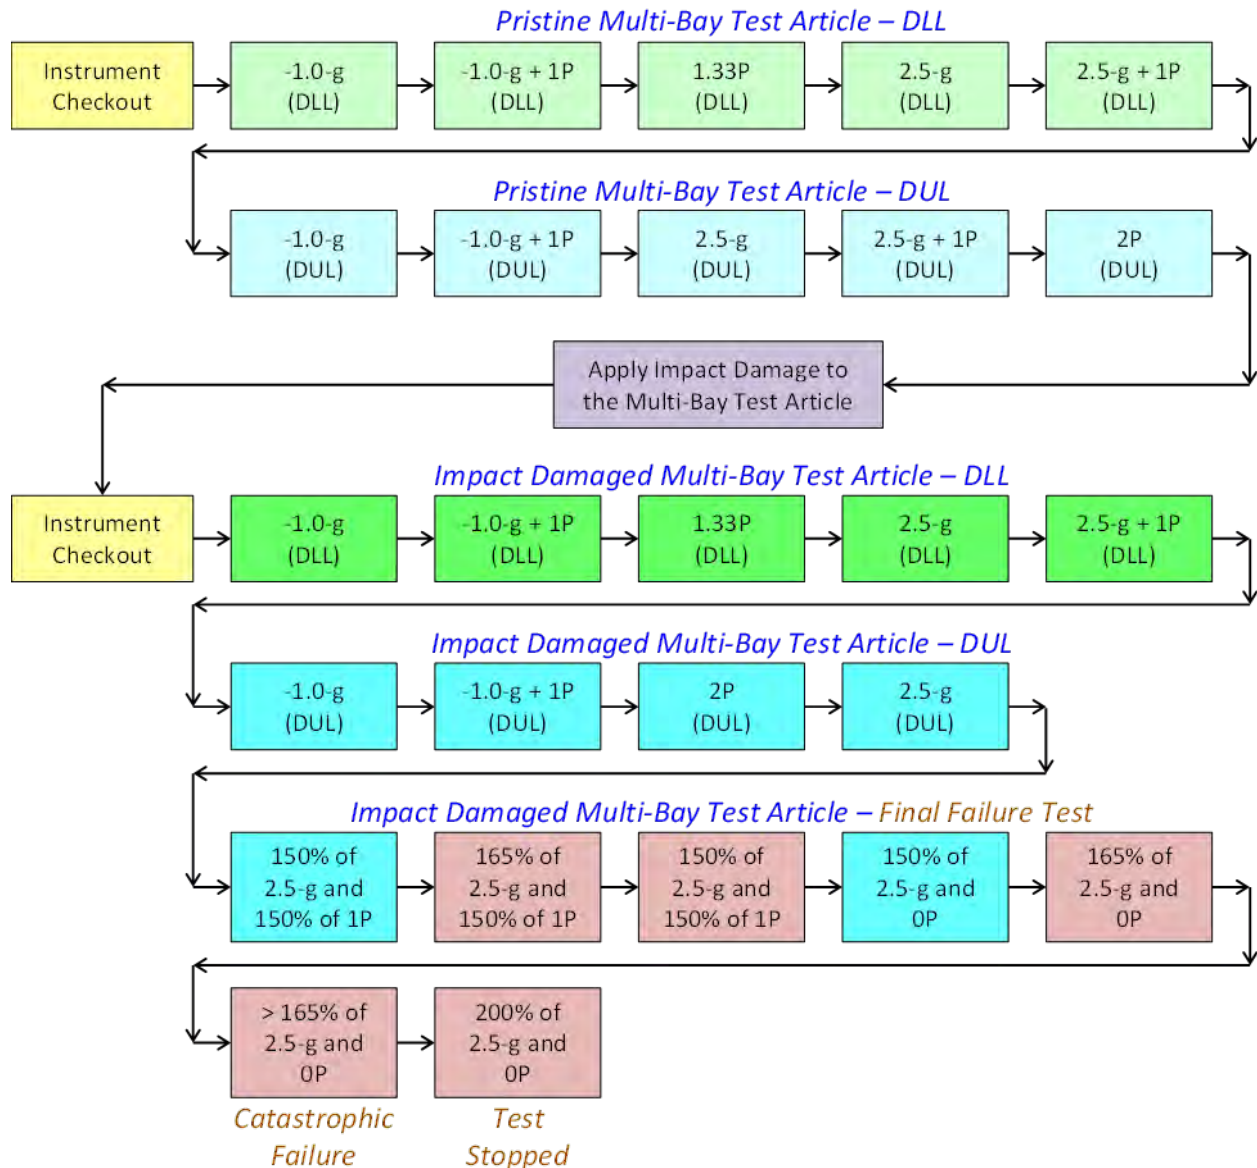 Pristine Multi-Bay Test Article – DLL
Instrument
Checkout
-1.0-g
(DLL)
-1.0-g + 1P
(DLL)
1.33P
(DLL)
2.5-g
(DLL)
2.5-g + 1P
(DLL)
Pristine Multi-Bay Test Article – DUL
-1.0-g
(DUL)
-1.0-g + 1P
(DUL)
2.5-g
(DUL)
2.5-g + 1P
(DUL)
2P
(DUL)
Apply Impact Damage to
the Multi-Bay Test Article
Impact Damaged Multi-Bay Test Article – DLL
Instrument
Checkout
-1.0-g
(DLL)
-1.0-g + 1P
(DLL)
1.33P
(DLL)
2.5-g
(DLL)
2.5-g + 1P
(DLL)
Impact Damaged Multi-Bay Test Article – DUL
-1.0-g
(DUL)
-1.0-g + 1P
(DUL)
2P
(DUL)
2.5-g
(DUL)
Impact Damaged Multi-Bay Test Article – Final Failure Test
150% of
2.5-g and
150% of 1P
165% of
2.5-g and
150% of 1P
150% of
2.5-g and
150% of 1P
150% of
2.5-g and
0P
165% of
2.5-g and
0P
> 165% of
2.5-g and
0P
200% of
2.5-g and
0P
Catastrophic
Failure
Test
Stopped